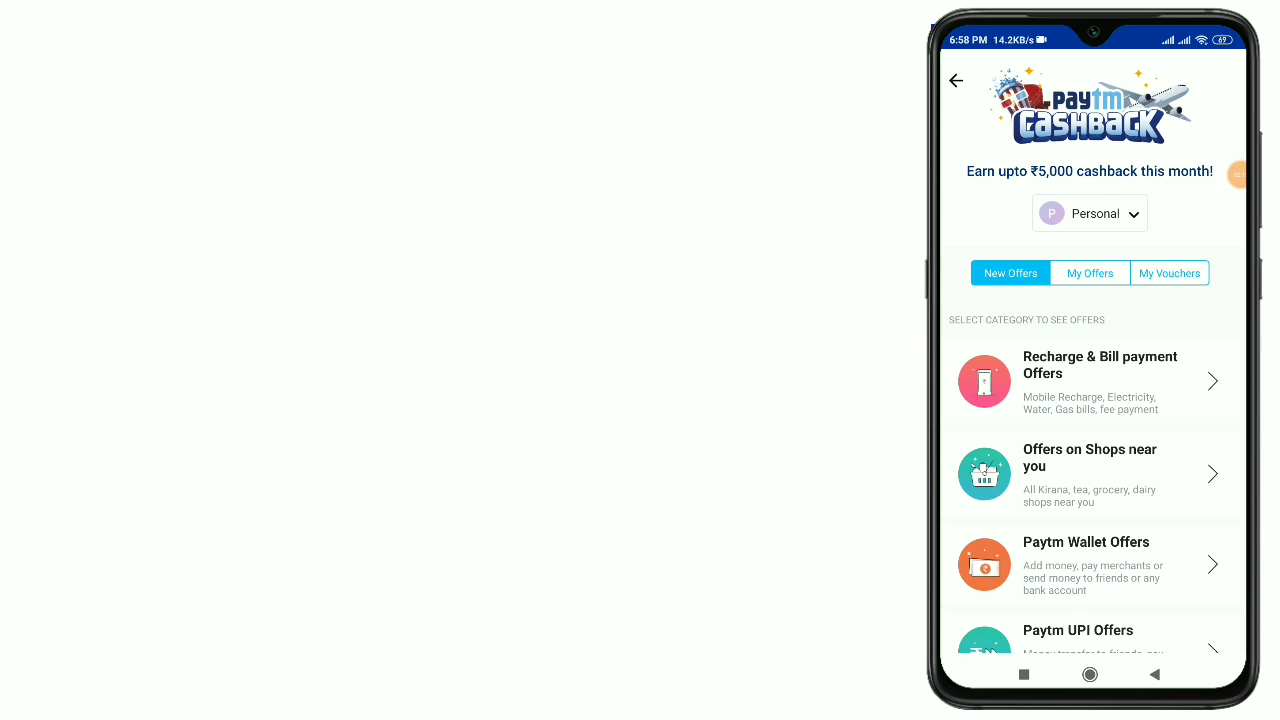 6:58 PM 14.2KB/s
69
paytm
CASHBACK
Earn upto ₹5,000 cashback this month!
P Personal
New Offers My Offers My Vouchers
SELECT CATEGORY TO SEE OFFERS
Recharge & Bill payment
Offers
Mobile Recharge, Electricity,
Water, Gas bills, fee payment
Offers on Shops near
you
All Kirana, tea, grocery, dairy
shops near you
Paytm Wallet Offers
Add money, pay merchants or
send money to friends or any
bank account
Paytm UPI Offers